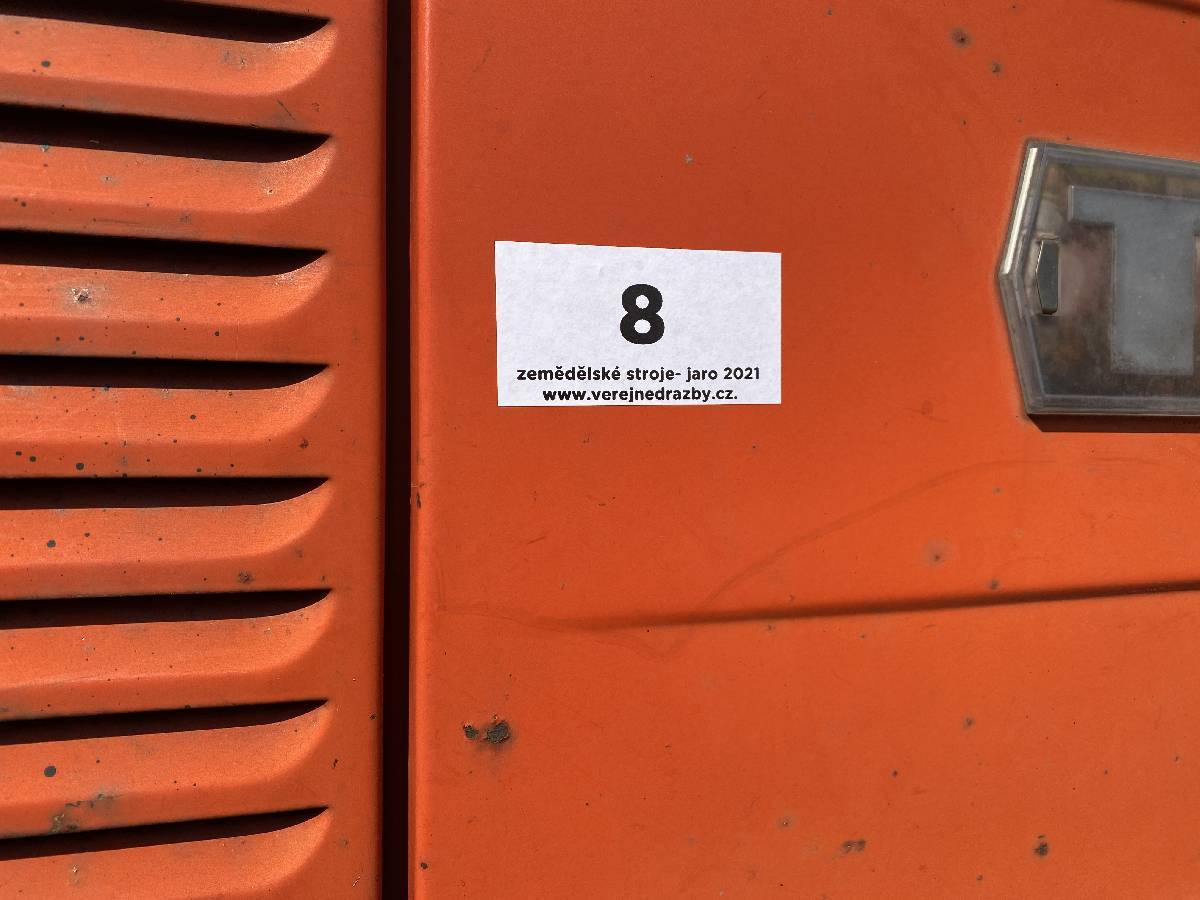 8
zemědělské stroje- jaro 2021
www.verejnedrazby.cz.
T